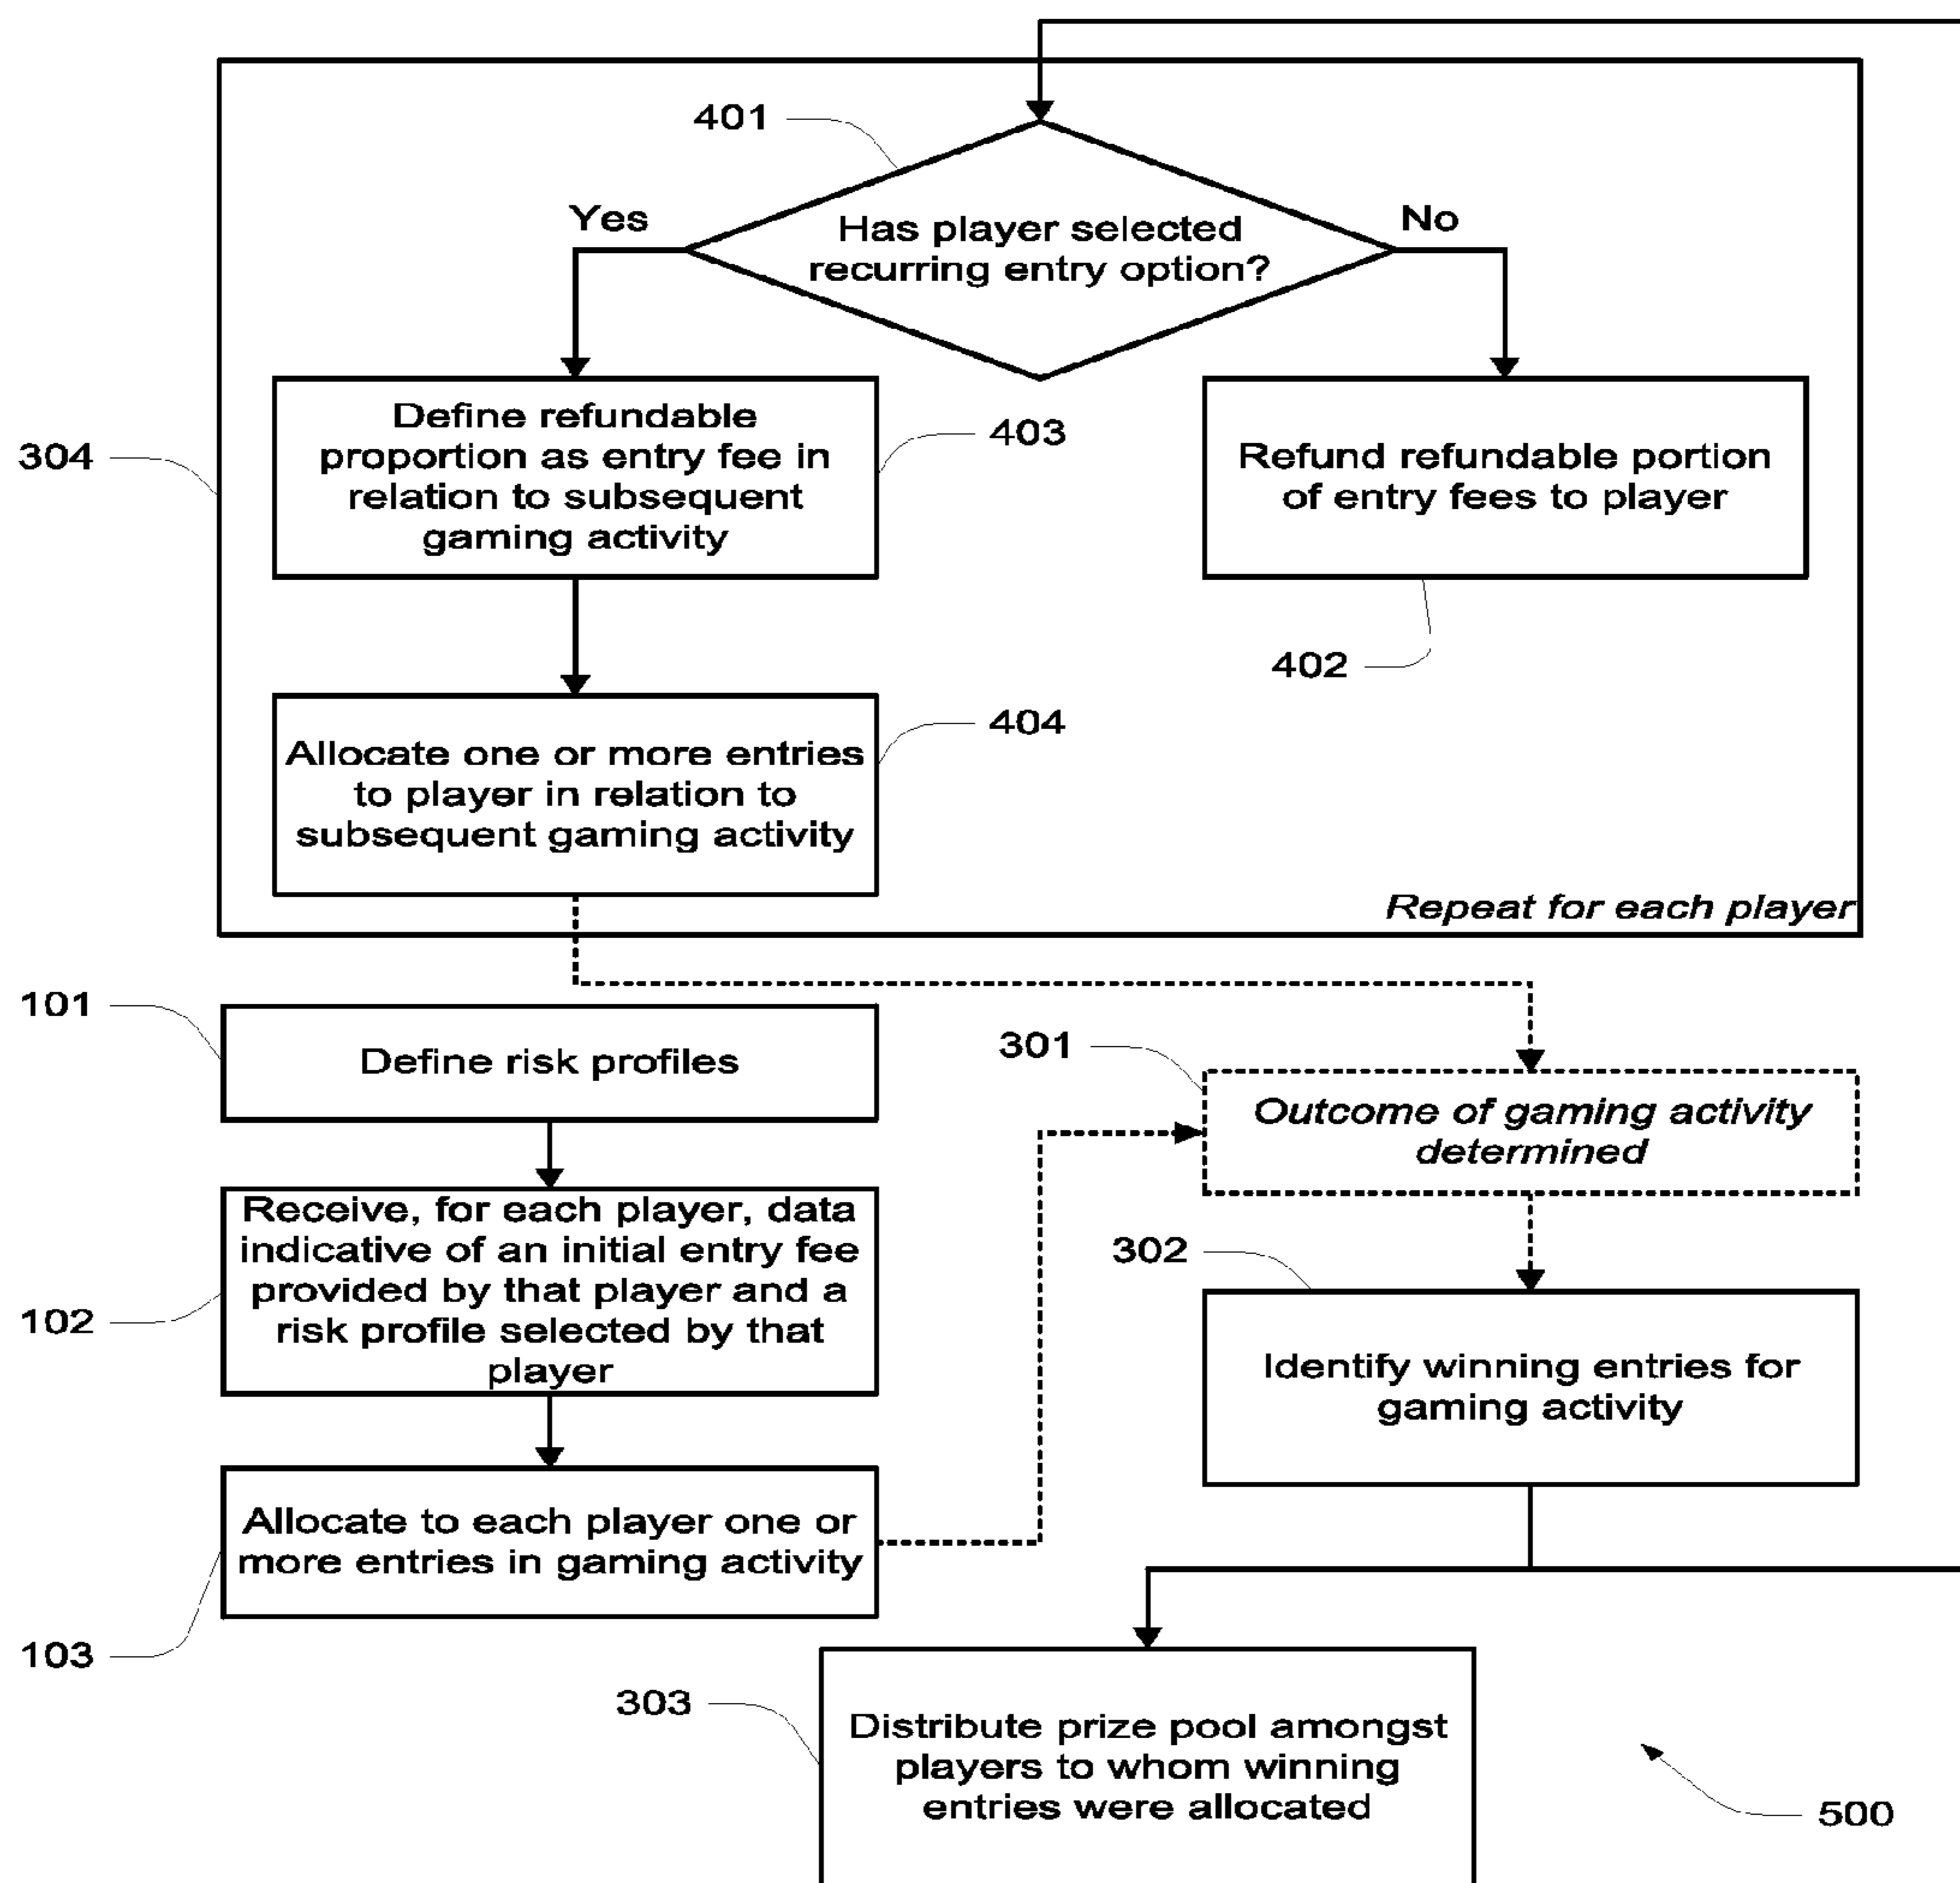 401
Yes
No
Has player selected
recurring entry option?
304
Define refundable
proportion as entry fee in
relation to subsequent
gaming activity
403
Refund refundable portion
of entry fees to player
402
404
Allocate one or more entries
to player in relation to
subsequent gaming activity
Repeat for each player
101
Define risk profiles
301
Outcome of gaming activity
determined
Receive, for each player, data
indicative of an initial entry fee
provided by that player and a
risk profile selected by that
player
102
302
Identify winning entries for
gaming activity
Allocate to each player one or
more entries in gaming activity
103
303
Distribute prize pool amongst
players to whom winning
entries were allocated
500